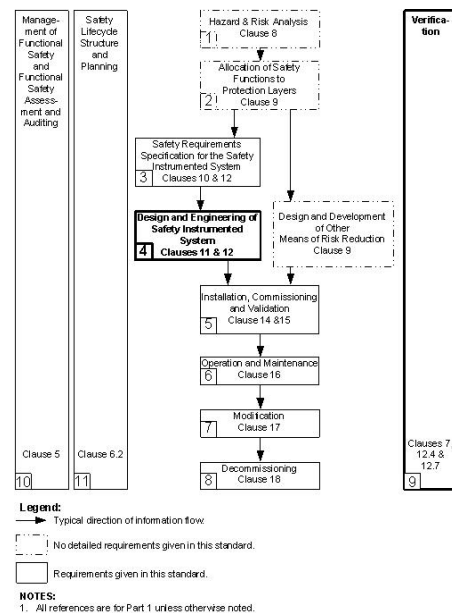 Manage-
ment of
Functional
Safety
and
Functional
Safety
Assess-
ment and
Auditing
Clause 5
10
Safety
Lifecycle
Structure
and
Planning
Clause 6.2
11
Hazard & Risk Analysis
Clause 8
1
Allocation of Safety
Functions to
Protection Layers
Clause 9
2
Safety Requirements
Specification for the Safety
Instrumented System
Clauses 10 & 12
3
Design and Engineering of
Safety Instrumented
System
Clauses 11 & 12
4
Design and Development
of Other
Means of Risk Reduction
Clause 9
Installation, Commissioning
and Validation
Clause 14 &15
5
Operation and Maintenance
Clause 16
6
Modification
Clause 17
7
Decommissioning
Clause 18
8
Verifica-
tion
Clauses 7,
12.4 &
12.7
9
Legend:
Typical direction of information flow.
No detailed requirements given in this standard.
Requirements given in this standard.
NOTES:
1. All references are for Part 1 unless otherwise noted.